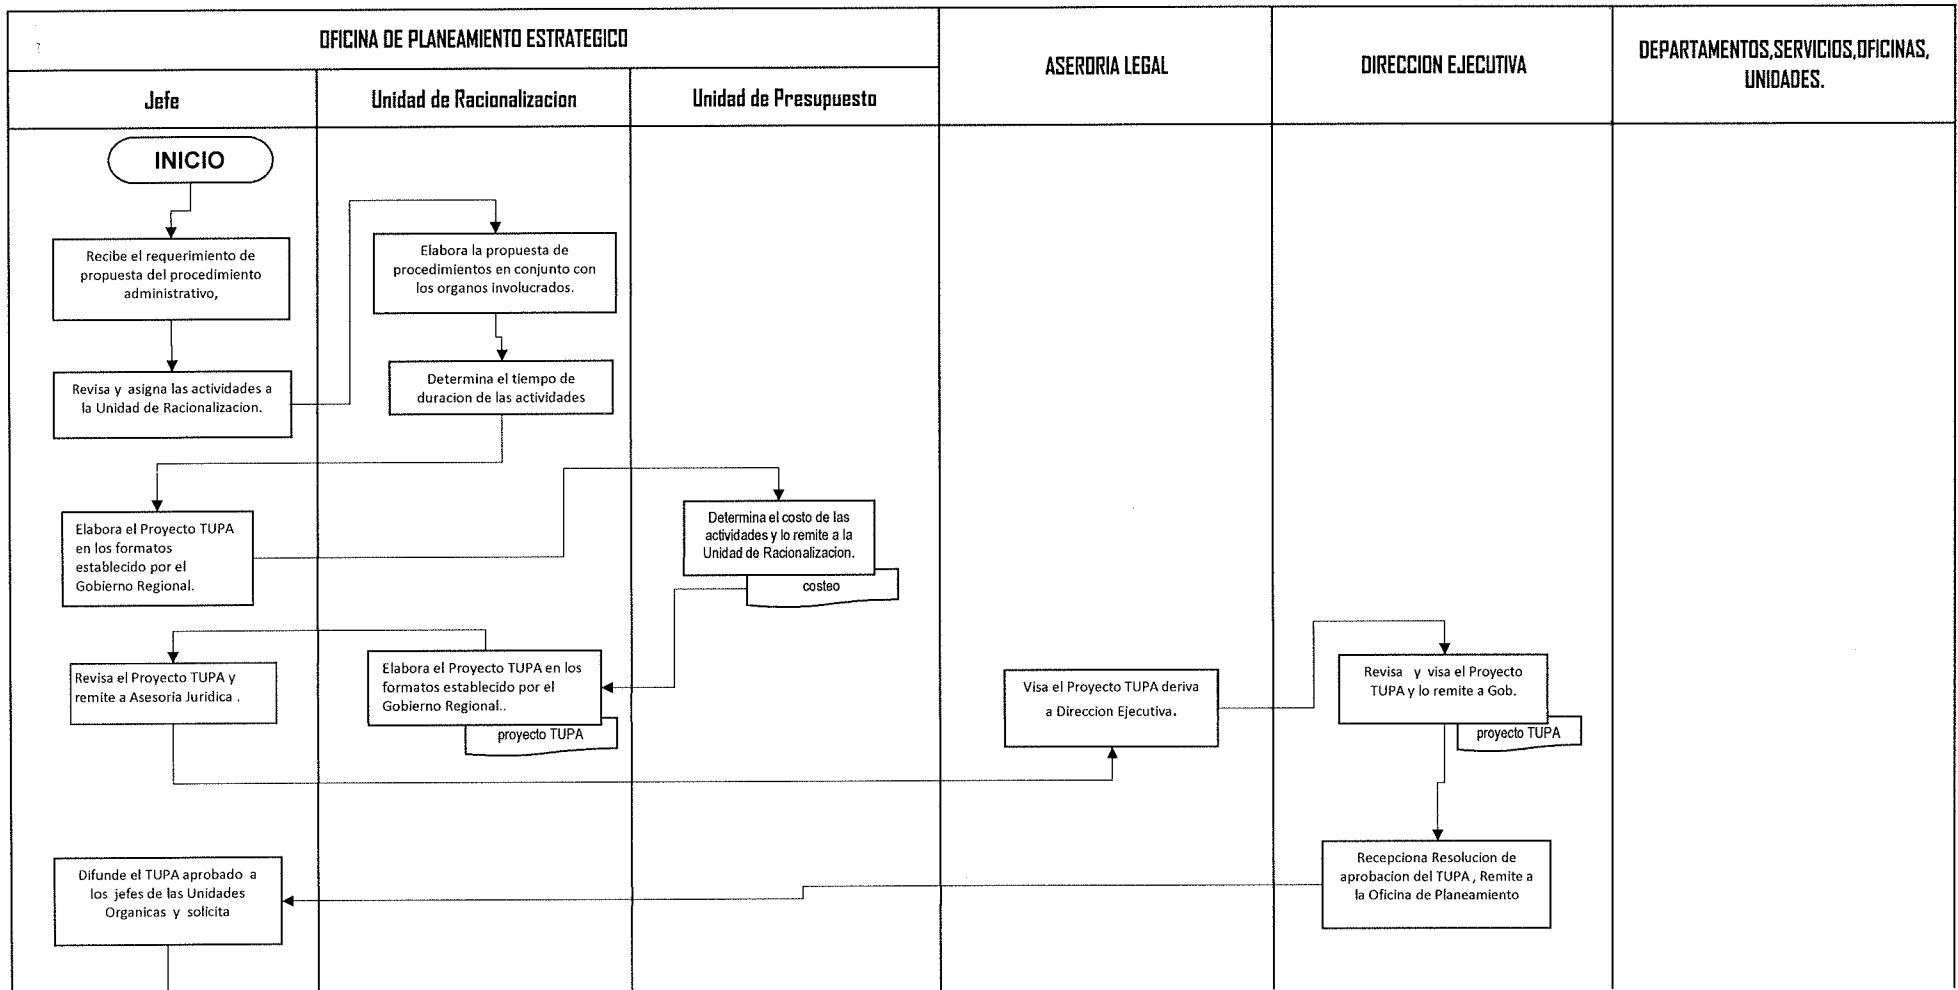 OFICINA DE PLANEAMIENTO ESTRATEGICO
ASERORIA LEGAL
DIRECCION EJECUTIVA
DEPARTAMENTOS,SERVICIOS,OFICINAS,
UNIDADES.
Jefe
Unidad de Racionalizacion
Unidad de Presupuesto
INICIO
Recibe el requerimiento de
propuesta del procedimiento
administrativo,
Elabora la propuesta de
procedimientos en conjunto con
los organos involucrados.
Revisa y asigna las actividades a
la Unidad de Racionalizacion.
Determina el tiempo de
duracion de las actividades
Elabora el Proyecto TUPA
en los formatos
establecido por el
Gobierno Regional.
Determina el costo de las
actividades y lo remite a la
Unidad de Racionalizacion.
costeo
Revisa el Proyecto TUPA y
remite a Asesoria Juridica .
Elabora el Proyecto TUPA en los
formatos establecido por el
Gobierno Regional..
proyecto TUPA
Visa el Proyecto TUPA deriva
a Direccion Ejecutiva.
Revisa y visa el Proyecto
TUPA y lo remite a Gob.
proyecto TUPA
Difunde el TUPA aprobado a
los jefes de las Unidades
Organicas y solicita
Recepciona Resolucion de
aprobacion del TUPA , Remite a
la Oficina de Planeamiento